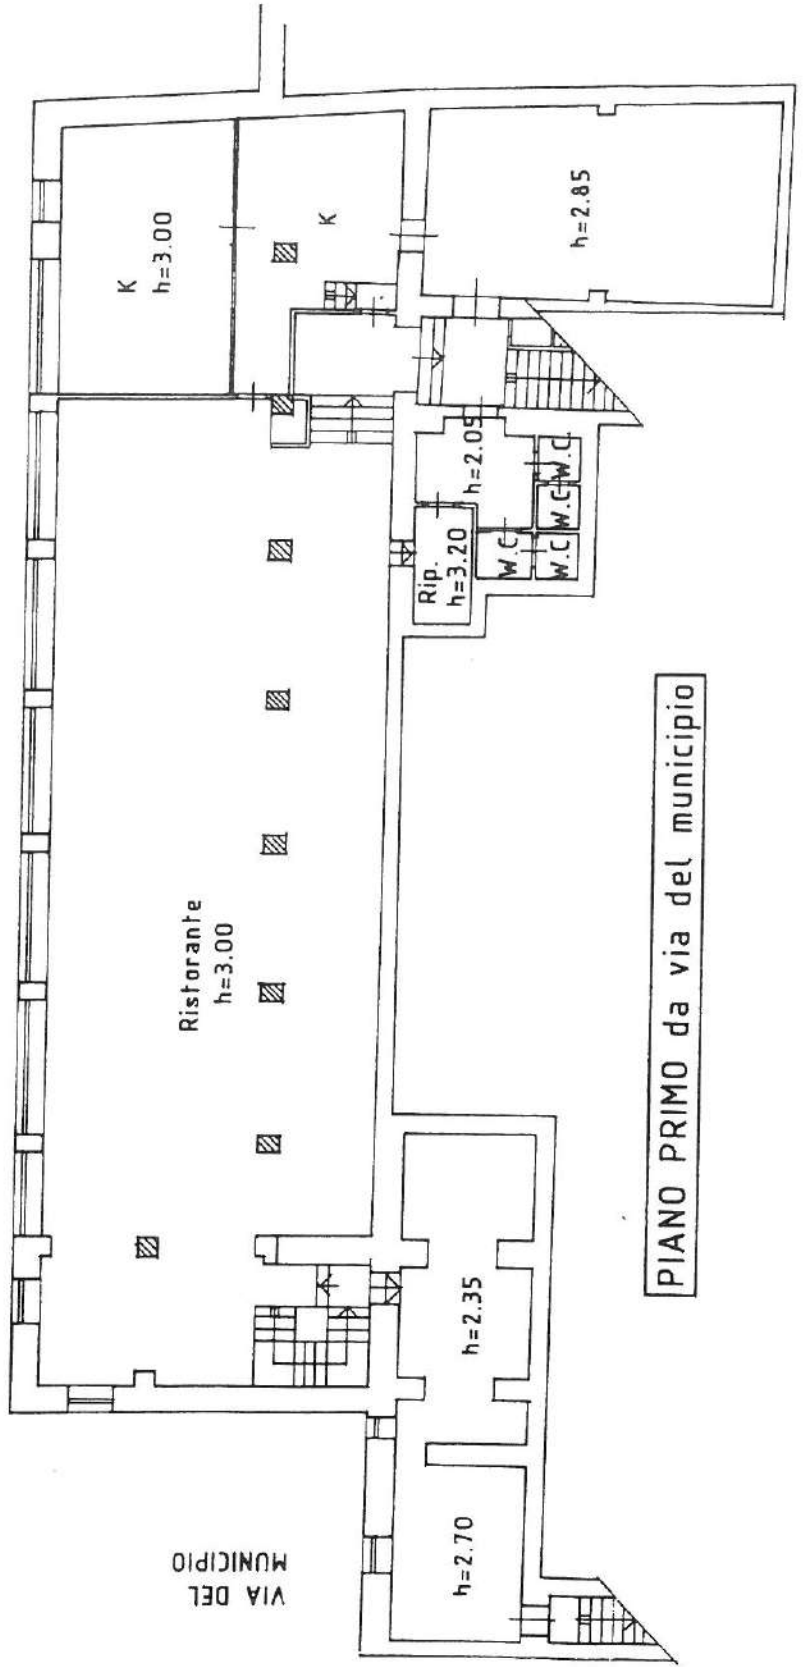 K
h=3.00
K
h=2.85
h=2.05
W.C.
W.C.
W.C.
W.C.
Rip.
h=3.20
Ristorante
h=3.00
h=2.35
h=2.70
VIA DEL
MUNICIPIO
PIANO PRIMO da via del municipio